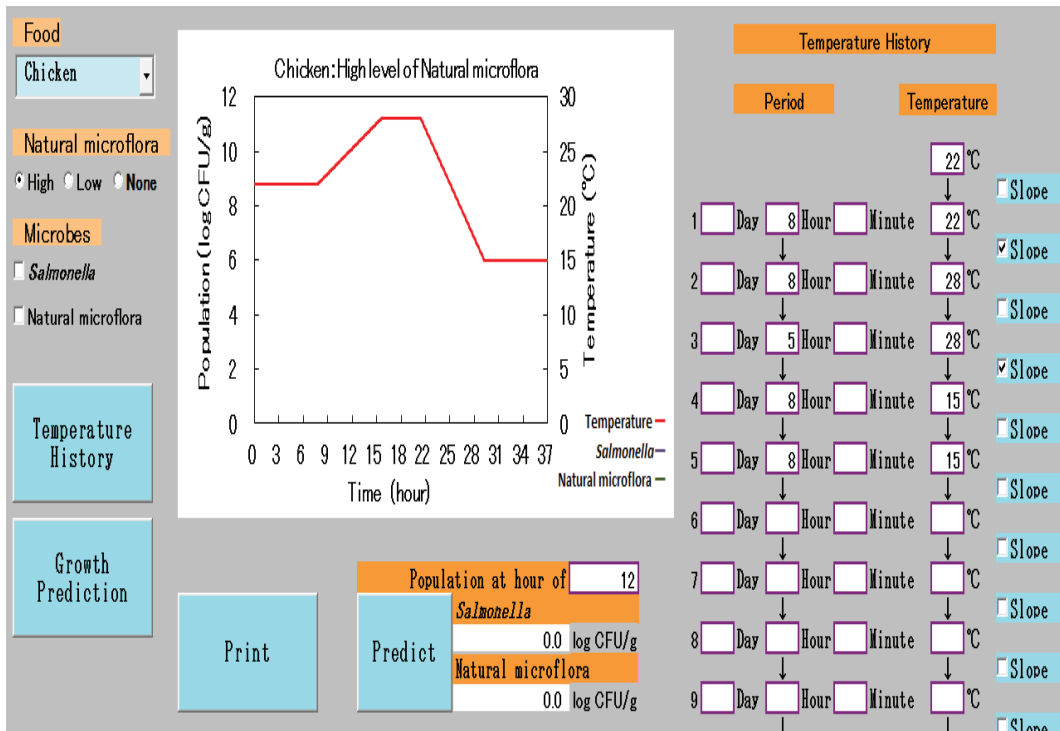 Food
Chicken
Natural microflora
High Low None
Microbes
Salmonella
Natural microflora
Temperature
History
Growth
Prediction
Chicken:High level of Natural microflora
Population(log CFU/g)
12
10
8
6
4
2
0
Temperature (°C)
30
25
20
15
10
5
0
0 3 6 9 12 15 18 22 25 28 31 34 37
Time (hour)
Temperature
Salmonella
Natural microflora
Print
Predict
Population at hour of 12
Salmonella
0.0 log CFU/g
Natural microflora
0.0 log CFU/g
Temperature History
Period Temperature
22 °C
Slope
1 Day 8 Hour Minute 22 °C
Slope
2 Day 8 Hour Minute 28 °C
Slope
3 Day 5 Hour Minute 28 °C
Slope
4 Day 8 Hour Minute 15 °C
Slope
5 Day 8 Hour Minute 15 °C
Slope
6 Day Hour Minute °C
Slope
7 Day Hour Minute °C
Slope
8 Day Hour Minute °C
Slope
9 Day Hour Minute °C
Slope